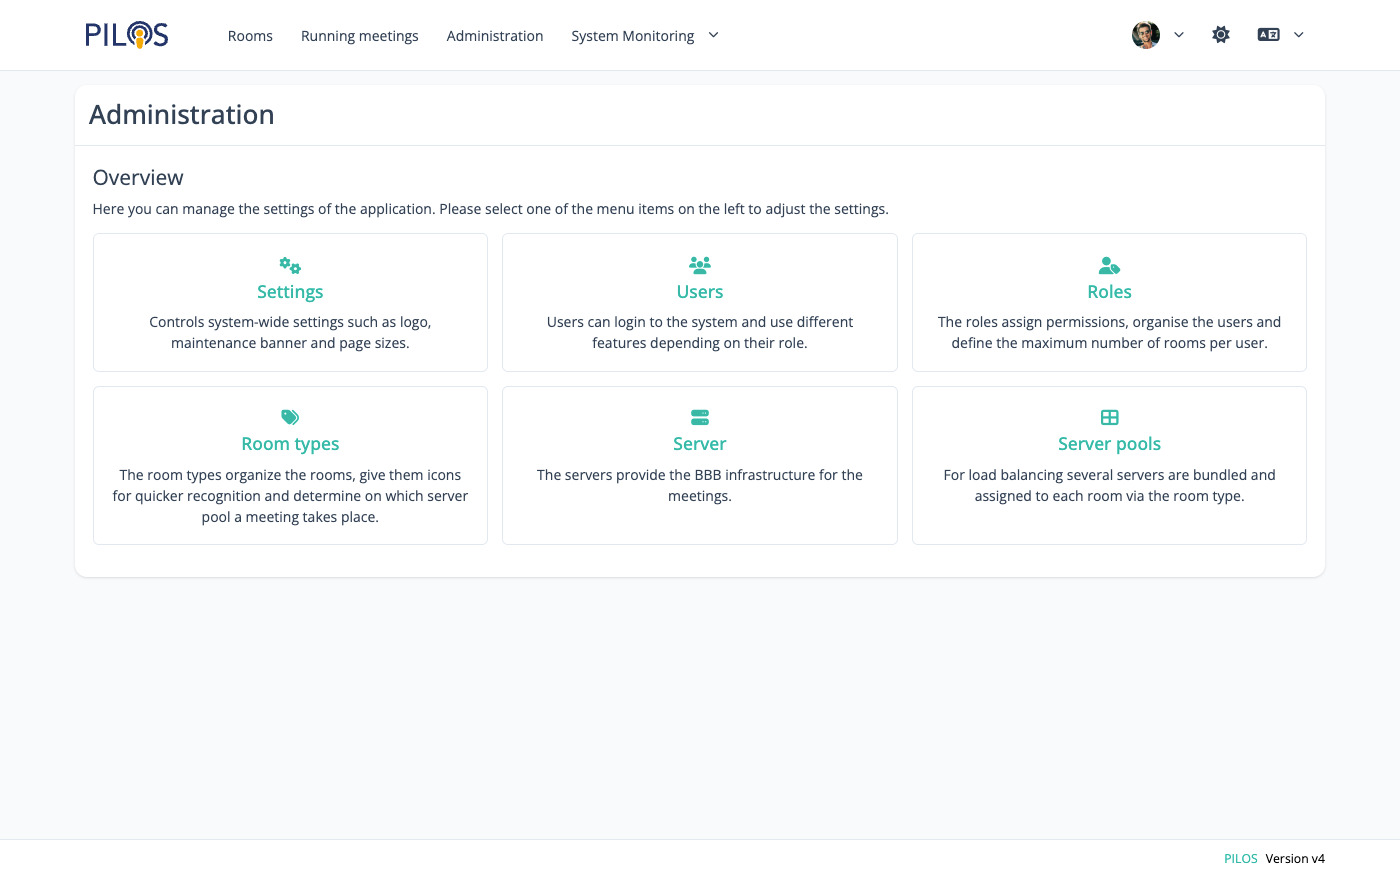 PILOS
Rooms
Running meetings
Administration
System Monitoring
Administration
Overview
Here you can manage the settings of the application. Please select one of the menu items on the left to adjust the settings.
Settings
Controls system-wide settings such as logo,
maintenance banner and page sizes.
Users
Users can login to the system and use different
features depending on their role.
Roles
The roles assign permissions, organise the users and
define the maximum number of rooms per user.
Room types
The room types organize the rooms, give them icons
for quicker recognition and determine on which server
pool a meeting takes place.
Server
The servers provide the BBB infrastructure for the
meetings.
Server pools
For load balancing several servers are bundled and
assigned to each room via the room type.
PILOS Version v4